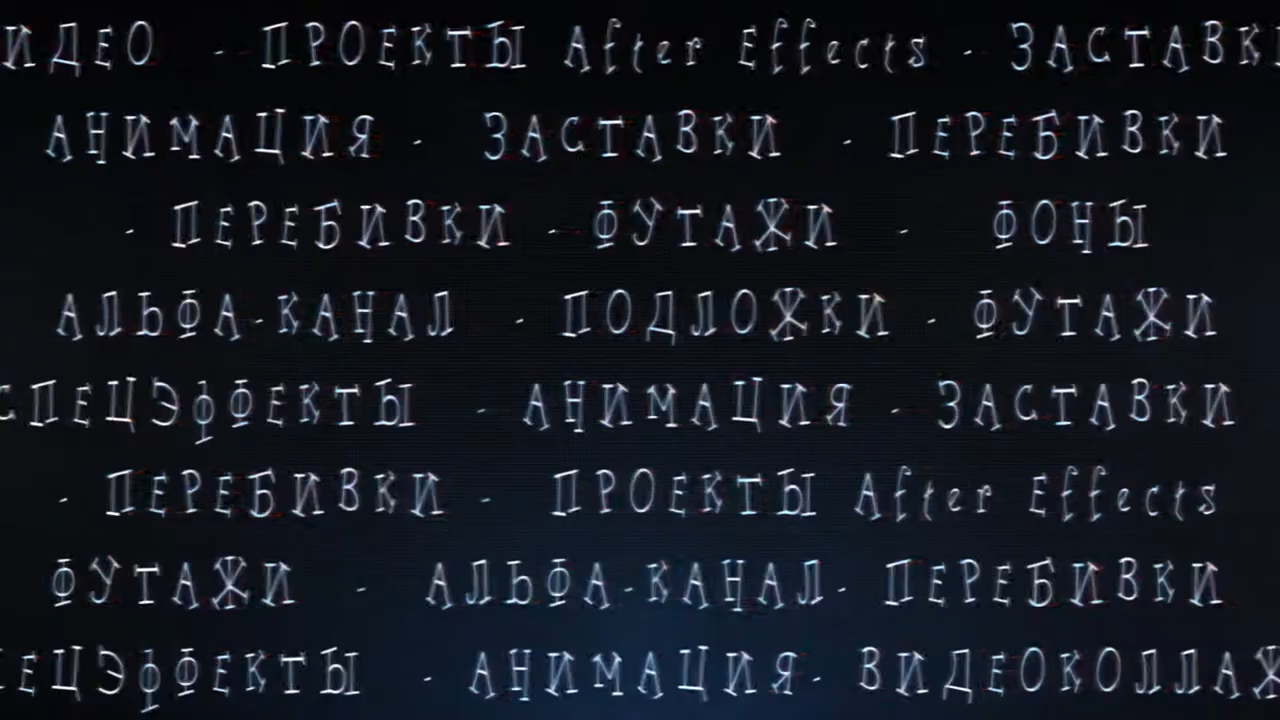 ИДЕО - ПРОЕКТЫ After Effects - ЗАСТАВК
АНИМАЦИЯ - ЗАСТАВКИ - ПЕРЕБИВКИ
- ПЕРЕБИВКИ - ФУТАЖИ - ФОНЫ
АЛЬФА-КАНАЛ - ПОДЛОЖКИ - ФУТАЖИ
СПЕЦЭффЕКТЫ - АНИМАЦИЯ - ЗАСТАВКИ
- ПЕРЕБИВКИ - ПРОЕКТЫ After Effects
ФУТАЖИ - АЛЬФА-КАНАЛ- ПЕРЕБИВКИ
ЕЦЭффЕКТЫ - АНИМАЦИЯ- ВИДЕОКОЛЛАЖ